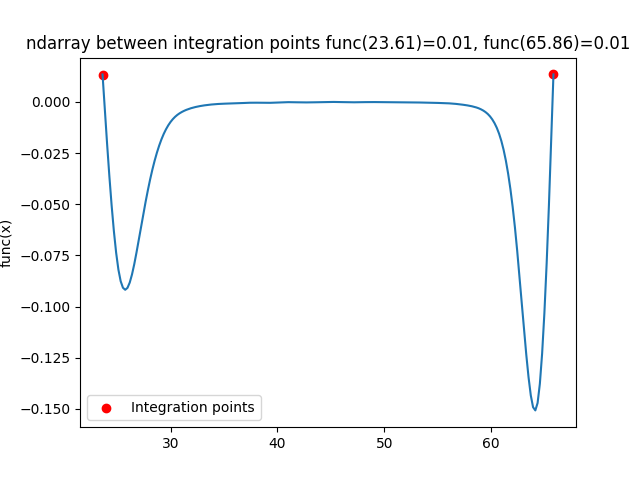 ndarray between integration points func(23.61)=0.01, func(65.86)=0.01
0.000
−0.025
−0.050
−0.075
−0.100
−0.125
−0.150
func(x)
Integration points
30 40 50 60